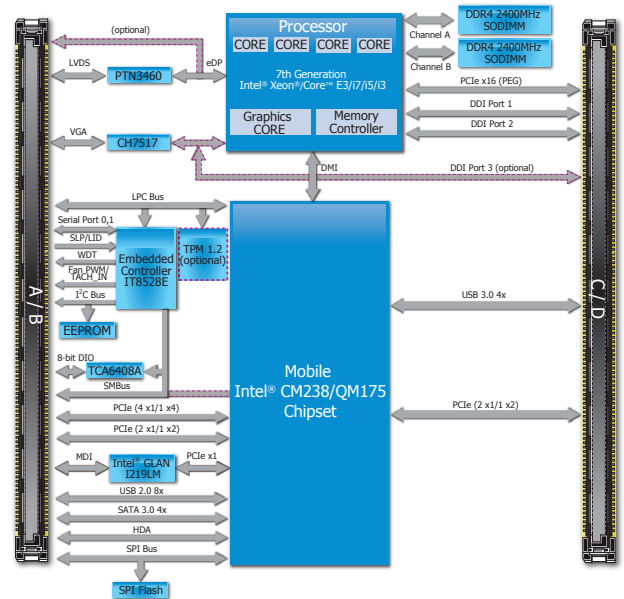 (optional)
Processor
CORE CORE CORE CORE
7th Generation
Intel® Xeon®/Core™ E3/i7/i5/i3
Graphics
CORE
Memory
Controller
Channel A
DDR4 2400MHz
SODIMM
Channel B
DDR4 2400MHz
SODIMM
LVDS
PTN3460
eDP
PCIe x16 (PEG)
DDI Port 1
DDI Port 2
VGA
CH7517
DMI
DDI Port 3 (optional)
LPC Bus
Serial Port 0,1
SLP/LID
WDT
Fan PWM/
TACH_IN
I²C Bus
Embedded
Controller
IT8528E
TPM 1.2
(optional)
EEPROM
A / B
C / D
USB 3.0 4x
8-bit DIO
TCA6408A
SMBus
Mobile
Intel® CM238/QM175
Chipset
PCIe (4 x1/1 x4)
PCIe (2 x1/1 x2)
PCIe (2 x1/1 x2)
MDI
Intel® GLAN
I219LM
PCIe x1
USB 2.0 8x
SATA 3.0 4x
HDA
SPI Bus
SPI Flash